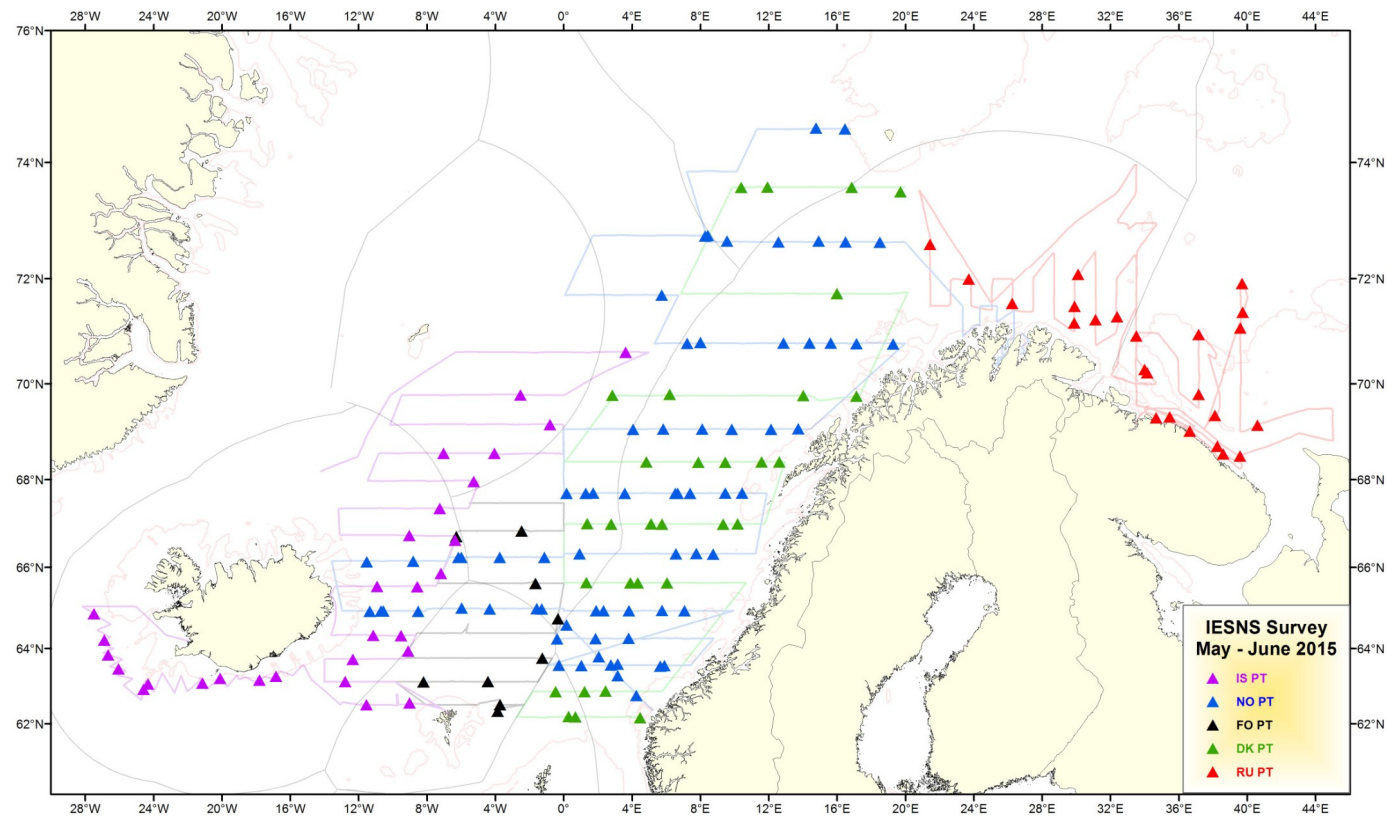 28°W 24°W 20°W 16°W 12°W 8°W 4°W 0° 4°E 8°E 12°E 16°E 20°E 24°E 28°E 32°E 36°E 40°E 44°E
76°N
74°N 74°N
72°N 72°N
70°N 70°N
68°N 68°N
66°N 66°N
64°N 64°N
62°N 62°N
IESNS Survey
May - June 2015
IS PT
NO PT
FO PT
DK PT
RU PT
28°W 24°W 20°W 16°W 12°W 8°W 4°W 0° 4°E 8°E 12°E 16°E 20°E 24°E 28°E 32°E 36°E 40°E 44°E